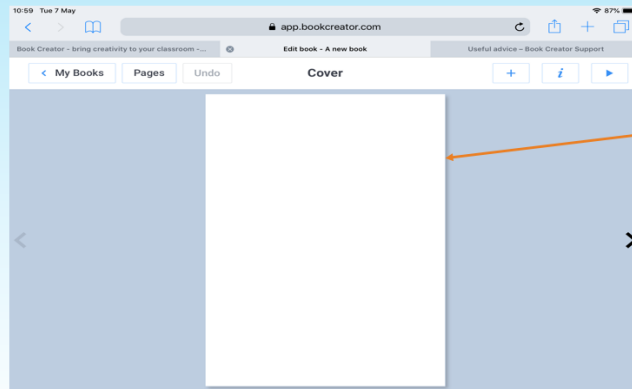 10:59 Tue 7 May 87%
app.bookcreator.com
Book Creator - bring creativity to your classroom -...
Edit book - A new book
Useful advice – Book Creator Support
My Books
Pages
Undo
Cover
+
i